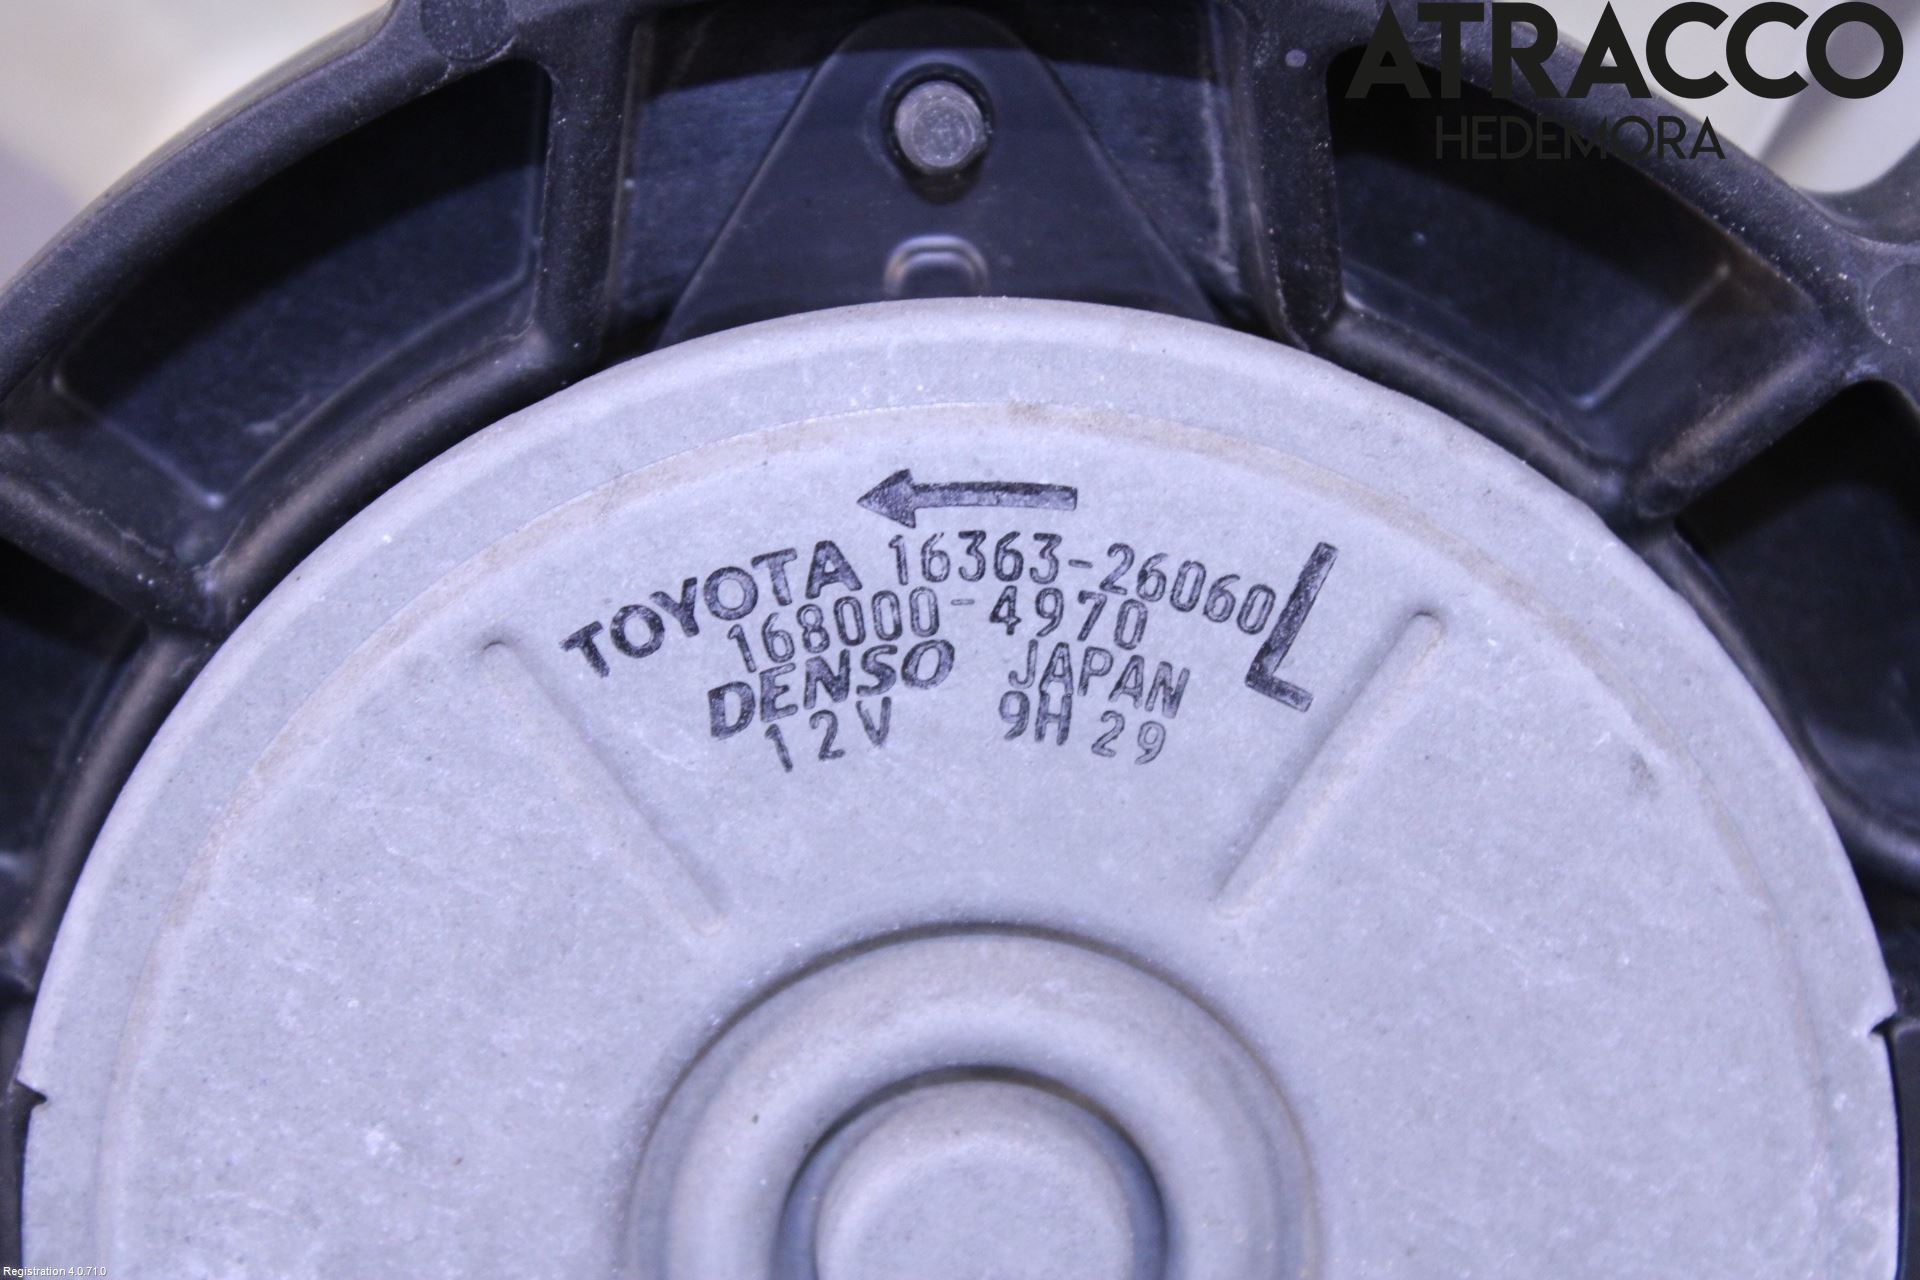 ATRACCO
HEDEMORA
TOYOTA 16363-26060 L
168000-4970
DENSO JAPAN
12V 9H29
Registration 4.0.71.0